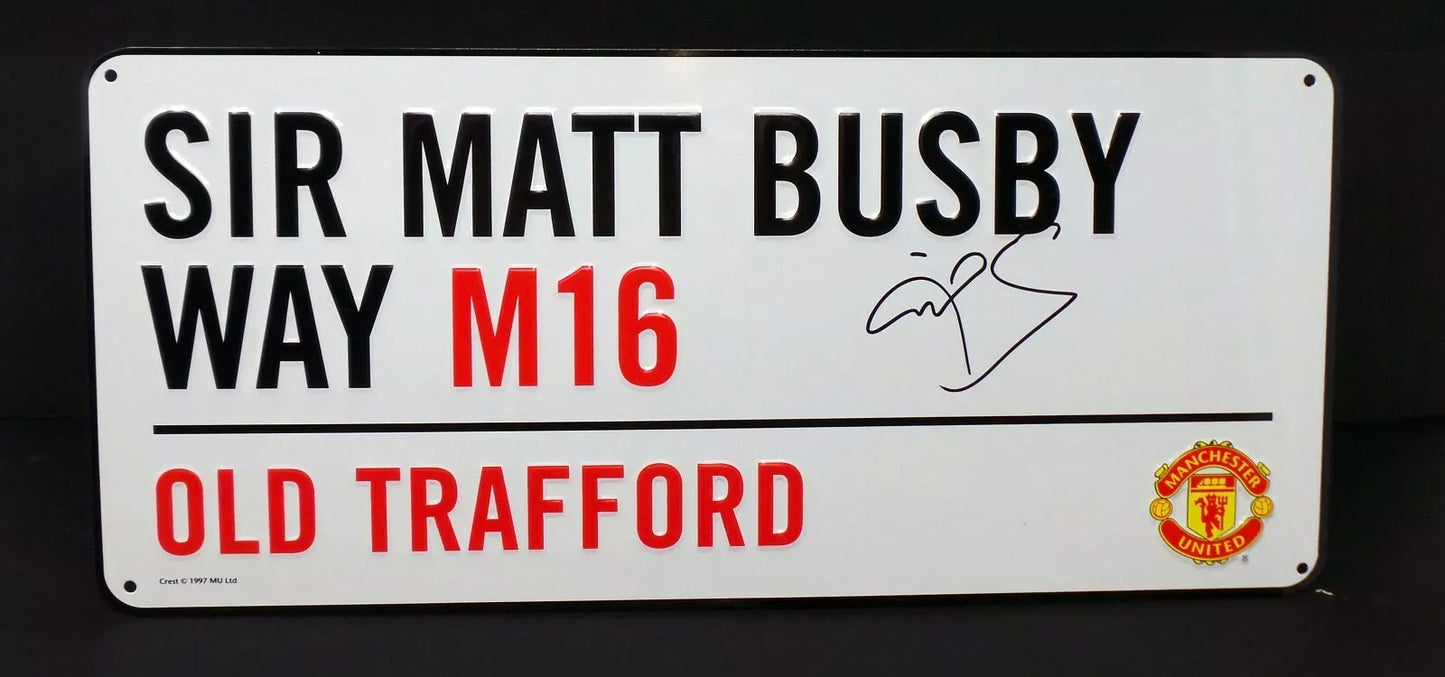 SIR MATT BUSBY
WAY M16
OLD TRAFFORD
MANCHESTER
UNITED
®
Crest © 1997 MU Ltd